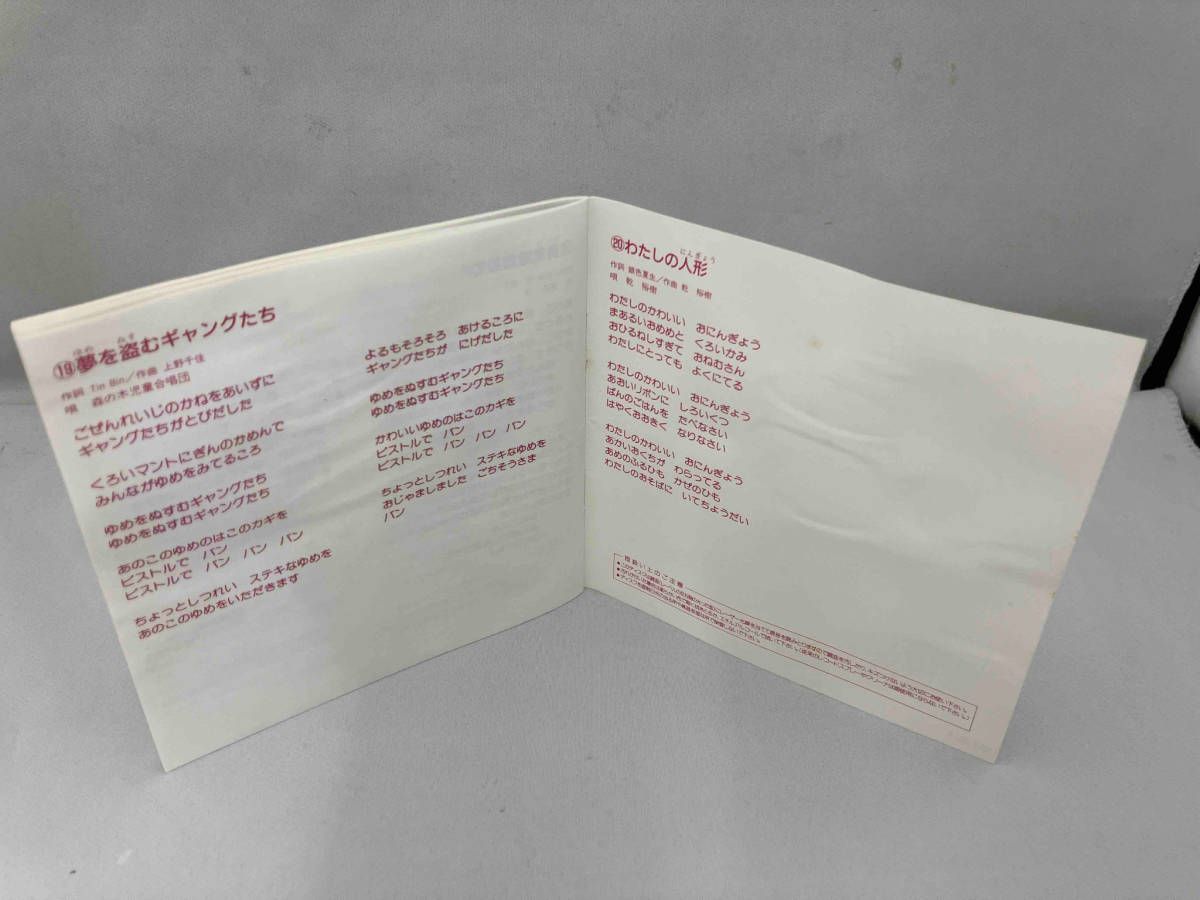 ゆめ ぬす
⑲夢を盗むギャングたち
作詞 Tin Bin／作曲 上野千佳
唄 森の木児童合唱団
ごぜんれいじのかねをあいずに
ギャングたちがとびだした
くろいマントにぎんのかめんで
みんながゆめをみてるころ
ゆめをぬすむギャングたち
ゆめをぬすむギャングたち
あのこのゆめのはこのカギを
ピストルで バン
ピストルで バン バン バン
ちょっとしつれい ステキなゆめを
あのこのゆめをいただきます
よるもそろそろ あけるころに
ギャングたちが にげだした
ゆめをぬすむギャングたち
ゆめをぬすむギャングたち
かわいいゆめのはこのカギを
ピストルで バン
ピストルで バン バン バン
ちょっとしつれい ステキなゆめを
おじゃましました ごちそうさま
バン
にんぎょう
⑳わたしの人形
作詞 銀色夏生／作曲 乾 裕樹
唄 乾 裕樹
わたしのかわいい おにんぎょう
まあるいおめめと くろいかみ
おひるねしすぎて おねむさん
わたしにとっても よくにてる
わたしのかわいい おにんぎょう
あおいリボンに しろいくつ
ばんのごはんを たべなさい
はやくおおきく なりなさい
わたしのかわいい おにんぎょう
あかいおくちが わらってる
あめのふるひも かぜのひも
わたしのおそばに いてちょうだい
取扱い上のご注意